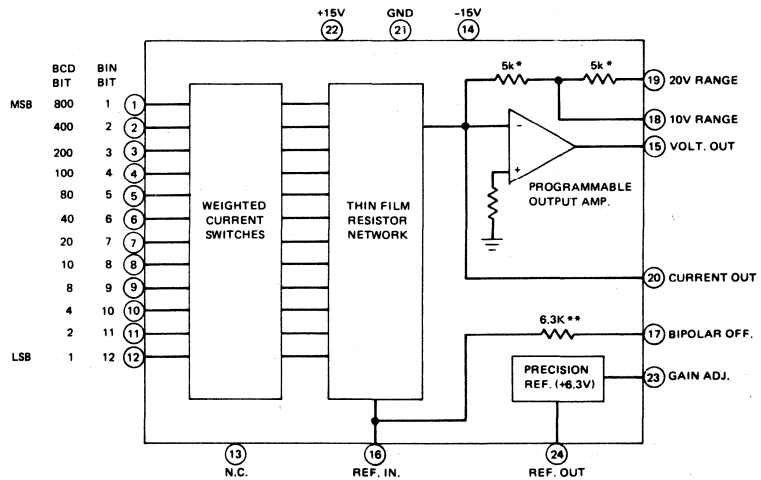 +15V GND -15V
22 21 14
BCD BIT BIN BIT
MSB 800 1 1
400 2 2
200 3 3
100 4 4
80 5 5
40 6 6
20 7 7
10 8 8
8 9 9
4 10 10
2 11 11
LSB 1 12 12
WEIGHTED
CURRENT
SWITCHES
THIN FILM
RESISTOR
NETWORK
5k* 5k*
19 20V RANGE
18 10V RANGE
15 VOLT. OUT
-
+
PROGRAMMABLE
OUTPUT AMP.
20 CURRENT OUT
6.3K**
17 BIPOLAR OFF.
PRECISION
REF. (+6.3V)
23 GAIN ADJ.
13 16 24
N.C. REF. IN. REF. OUT